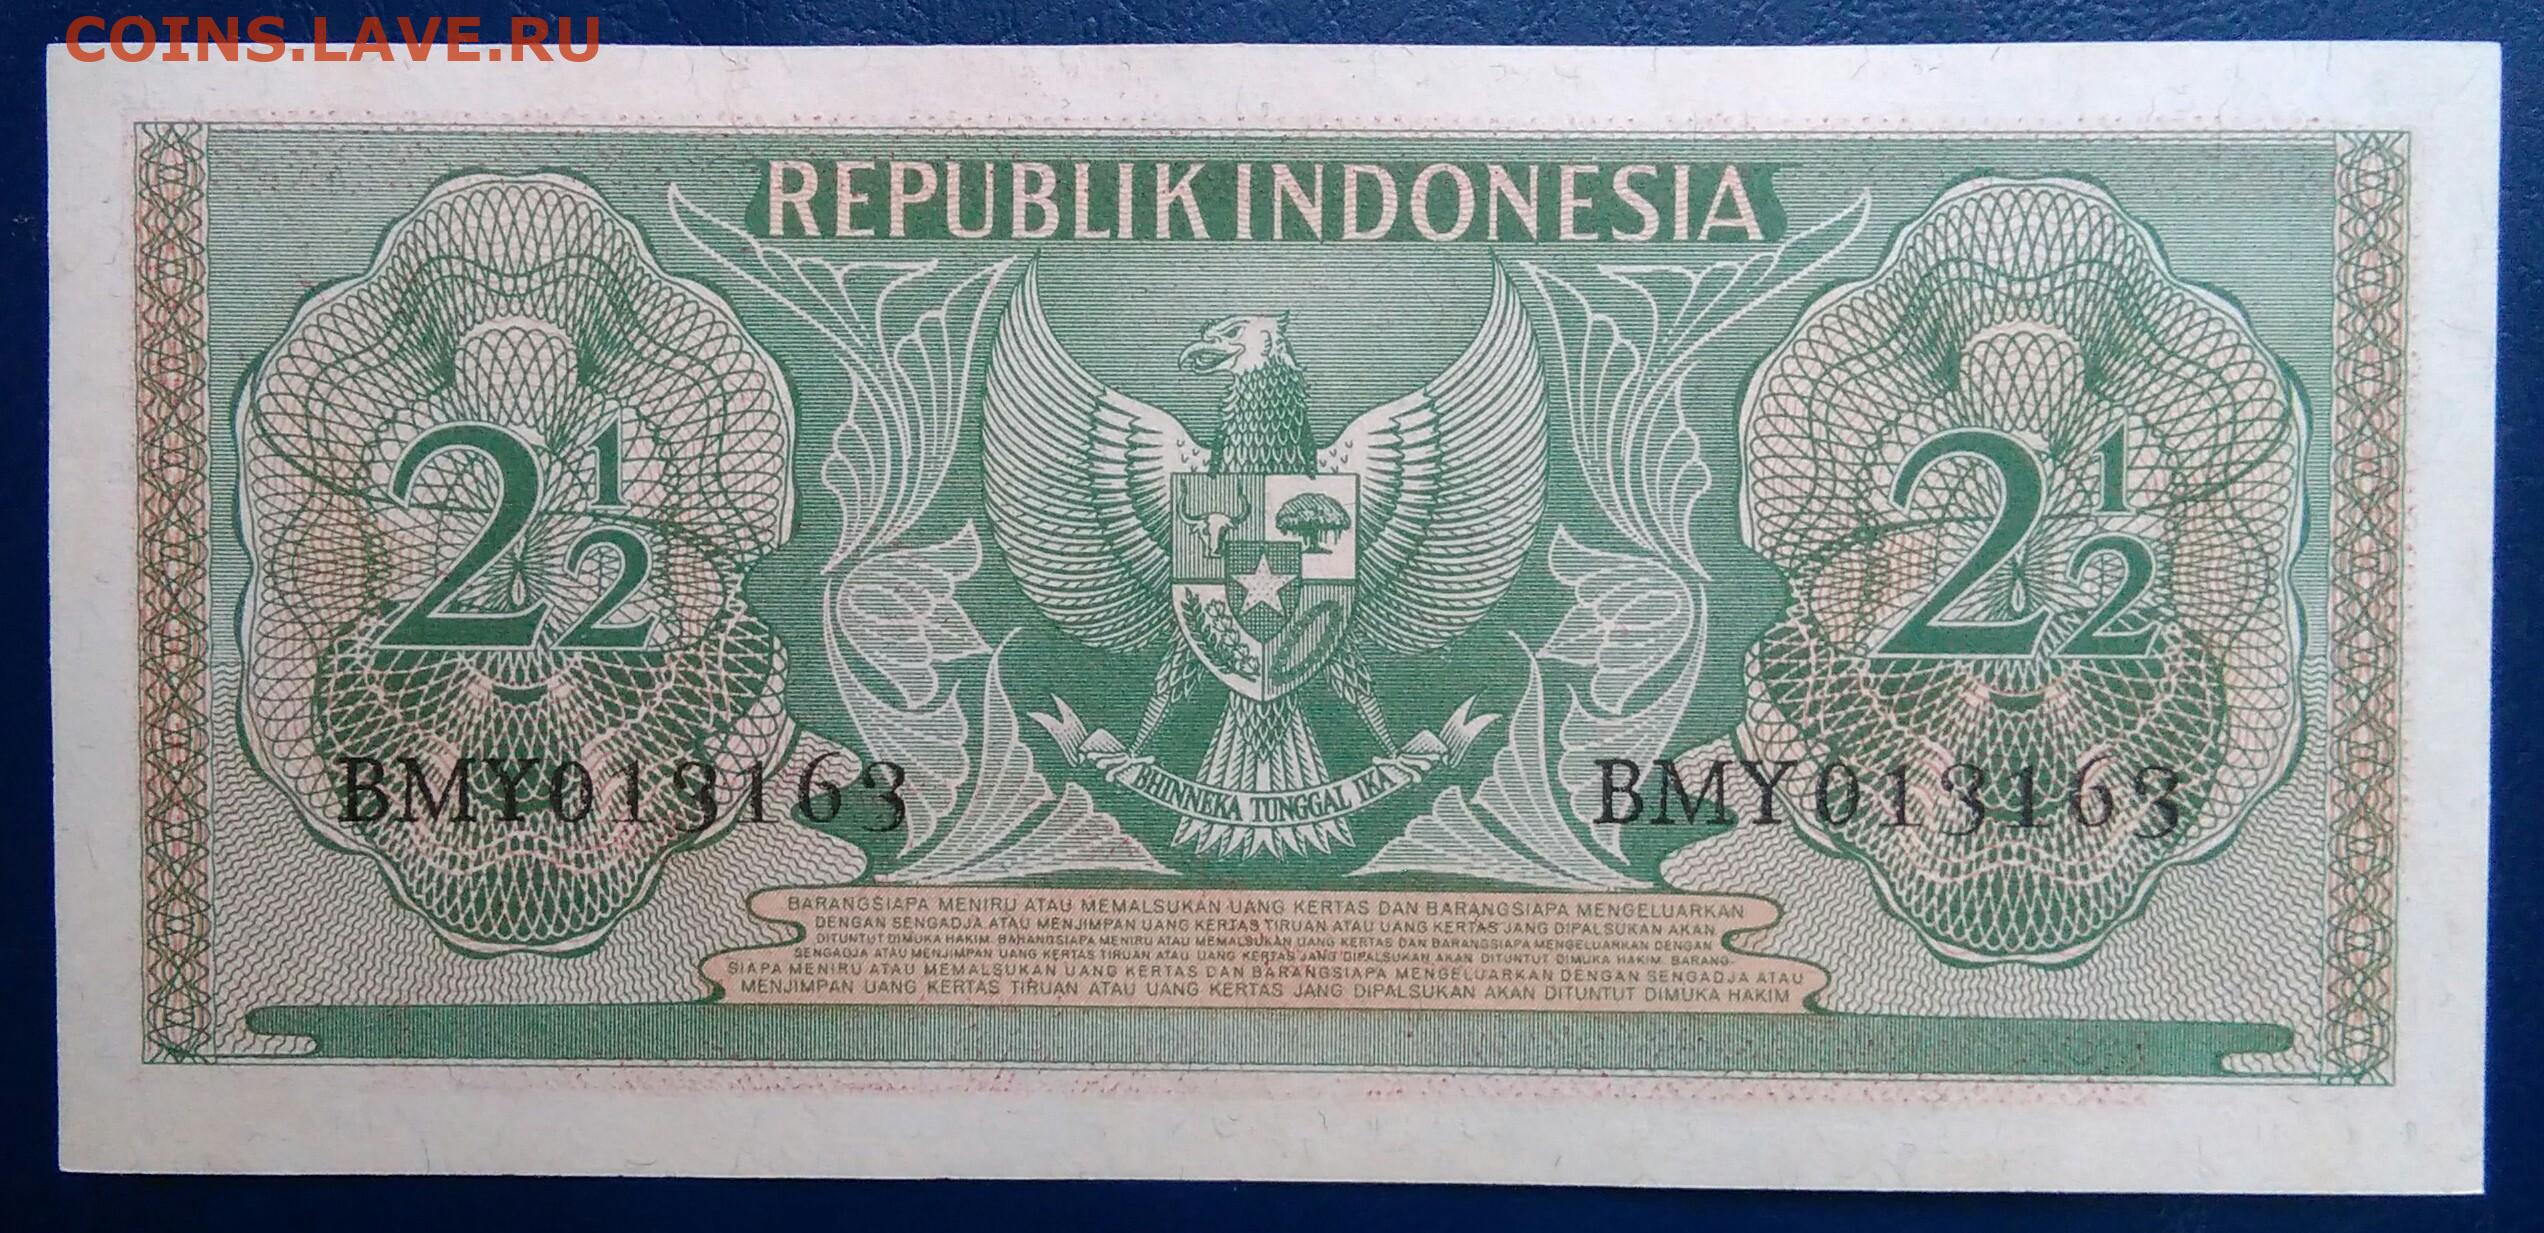 COINS.LAVE.RU
REPUBLIK INDONESIA
2 1/2
2 1/2
BHINNEKA TUNGGAL IKA
BMY013163
BMY013163
BARANGSIAPA MENIRU ATAU MEMALSUKAN UANG KERTAS DAN BARANGSIAPA MENGELUARKAN
DENGAN SENGADJA ATAU MENJIMPAN UANG KERTAS TIRUAN ATAU UANG KERTAS JANG DIPALSUKAN AKAN
DITUNTUT DIMUKA HAKIM. BARANGSIAPA MENIRU ATAU MEMALSUKAN UANG KERTAS DAN BARANGSIAPA MENGELUARKAN DENGAN
SENGADJA ATAU MENJIMPAN UANG KERTAS TIRUAN ATAU UANG KERTAS JANG DIPALSUKAN AKAN DITUNTUT DIMUKA HAKIM. BARANG-
SIAPA MENIRU ATAU MEMALSUKAN UANG KERTAS DAN BARANGSIAPA MENGELUARKAN DENGAN SENGADJA ATAU
MENJIMPAN UANG KERTAS TIRUAN ATAU UANG KERTAS JANG DIPALSUKAN AKAN DITUNTUT DIMUKA HAKIM